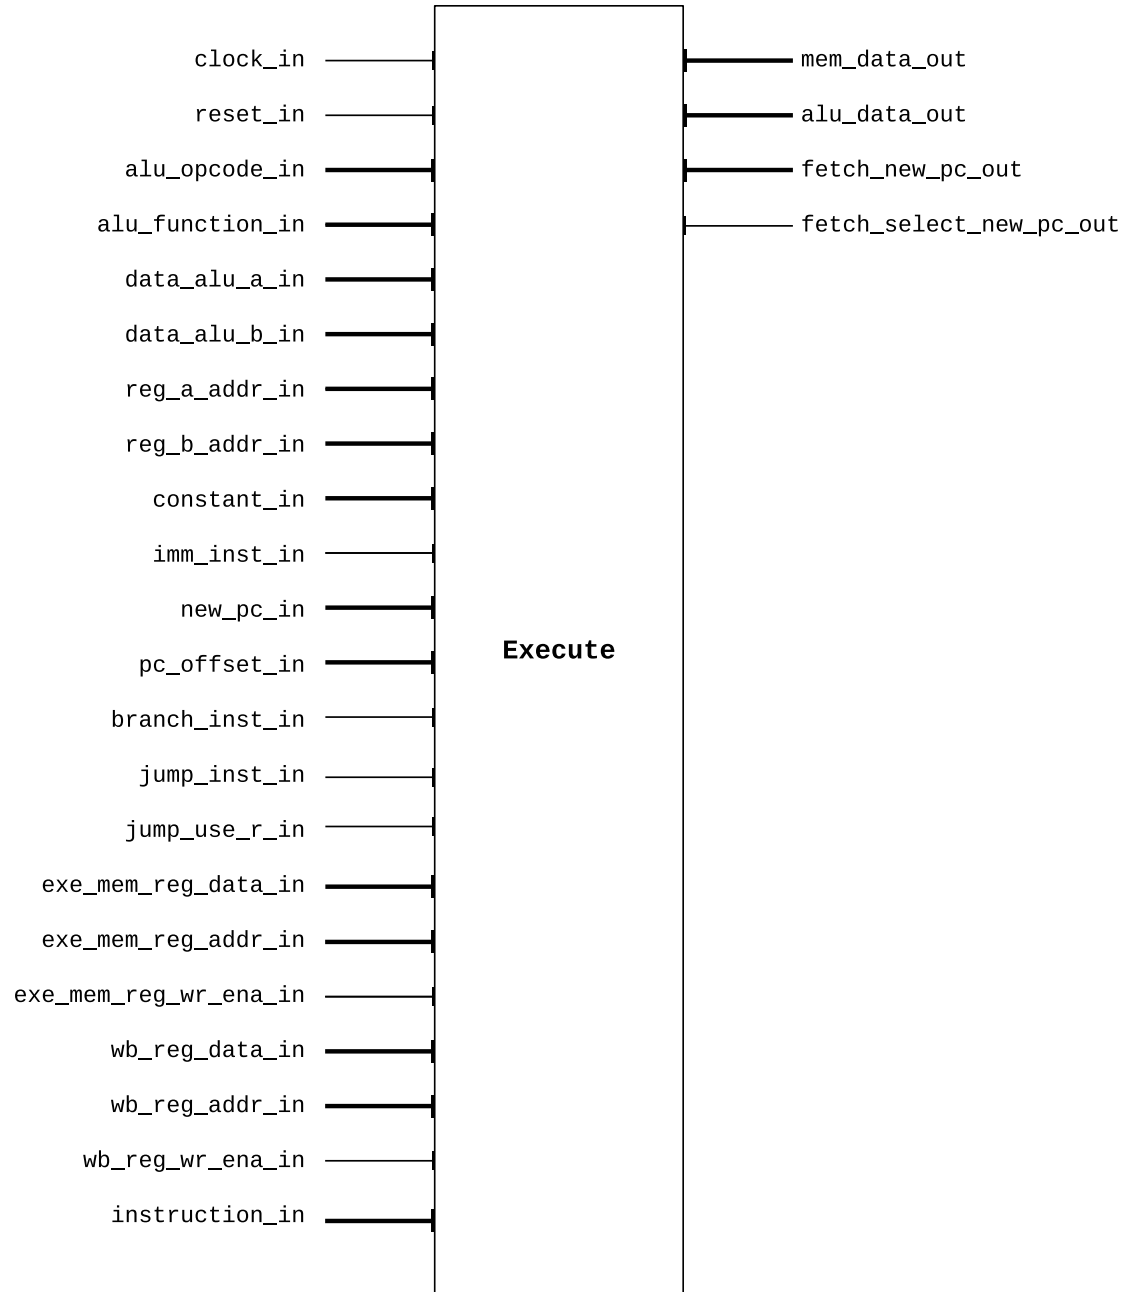 clock_in
mem_data_out
reset_in
alu_data_out
alu_opcode_in
fetch_new_pc_out
alu_function_in
fetch_select_new_pc_out
data_alu_a_in
data_alu_b_in
reg_a_addr_in
reg_b_addr_in
constant_in
imm_inst_in
new_pc_in
Execute
pc_offset_in
branch_inst_in
jump_inst_in
jump_use_r_in
exe_mem_reg_data_in
exe_mem_reg_addr_in
exe_mem_reg_wr_ena_in
wb_reg_data_in
wb_reg_addr_in
wb_reg_wr_ena_in
instruction_in